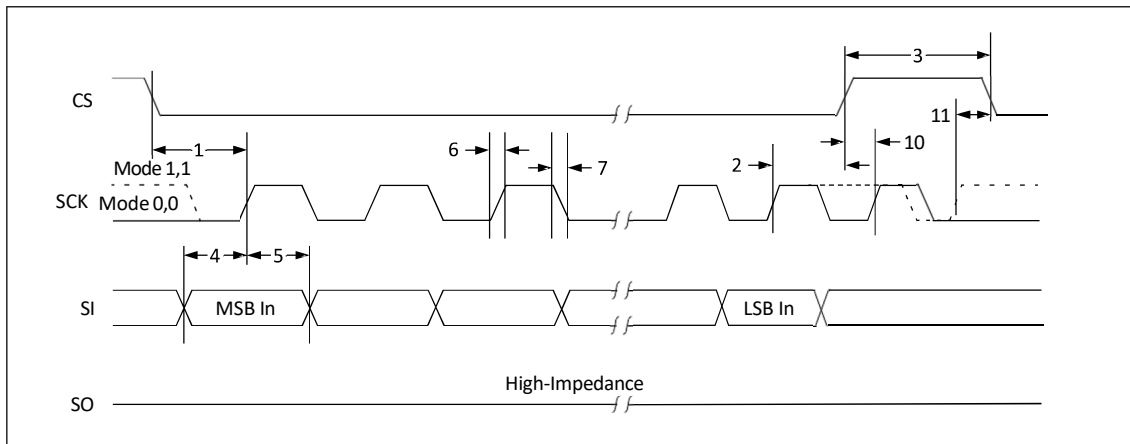 3
CS
11
1
6
10
7
2
Mode 1,1
SCK
Mode 0,0
4
5
SI
MSB In
LSB In
High-Impedance
SO